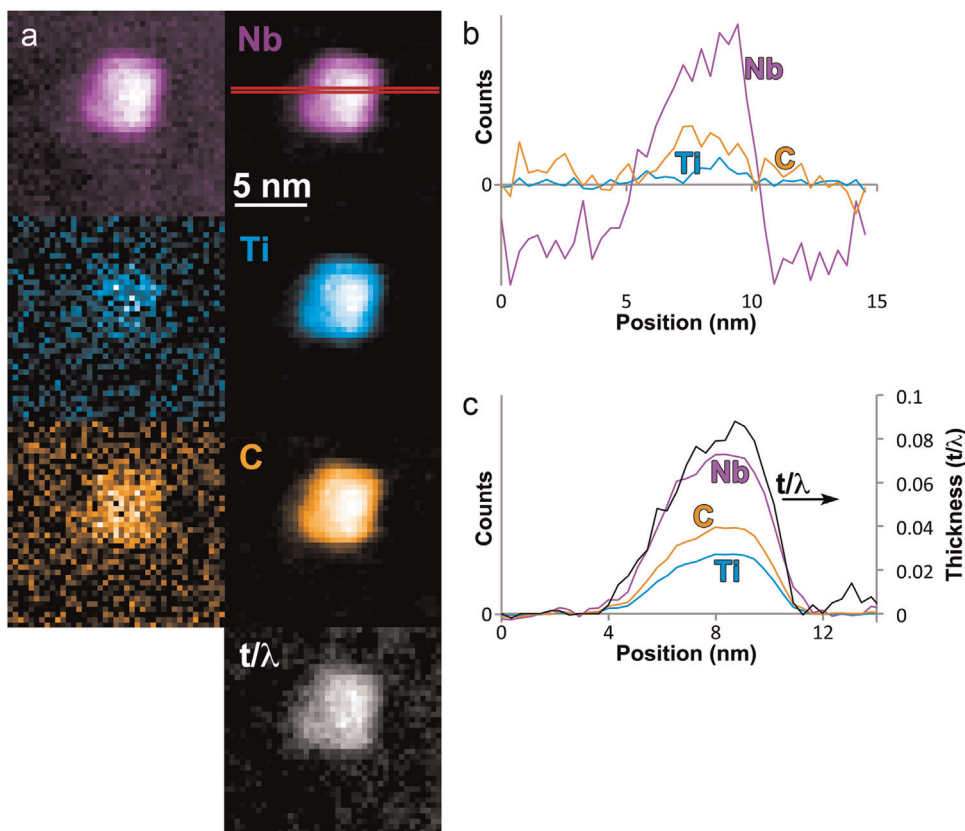 a
Nb
5 nm
Ti
C
t/λ
b
Counts
Nb
Ti
C
0
0
5
10
15
Position (nm)
c
Counts
0.1
0.08
0.06
0.04
0.02
0
Thickness (t/λ)
t/λ
Nb
C
Ti
0
0
4
8
12
Position (nm)